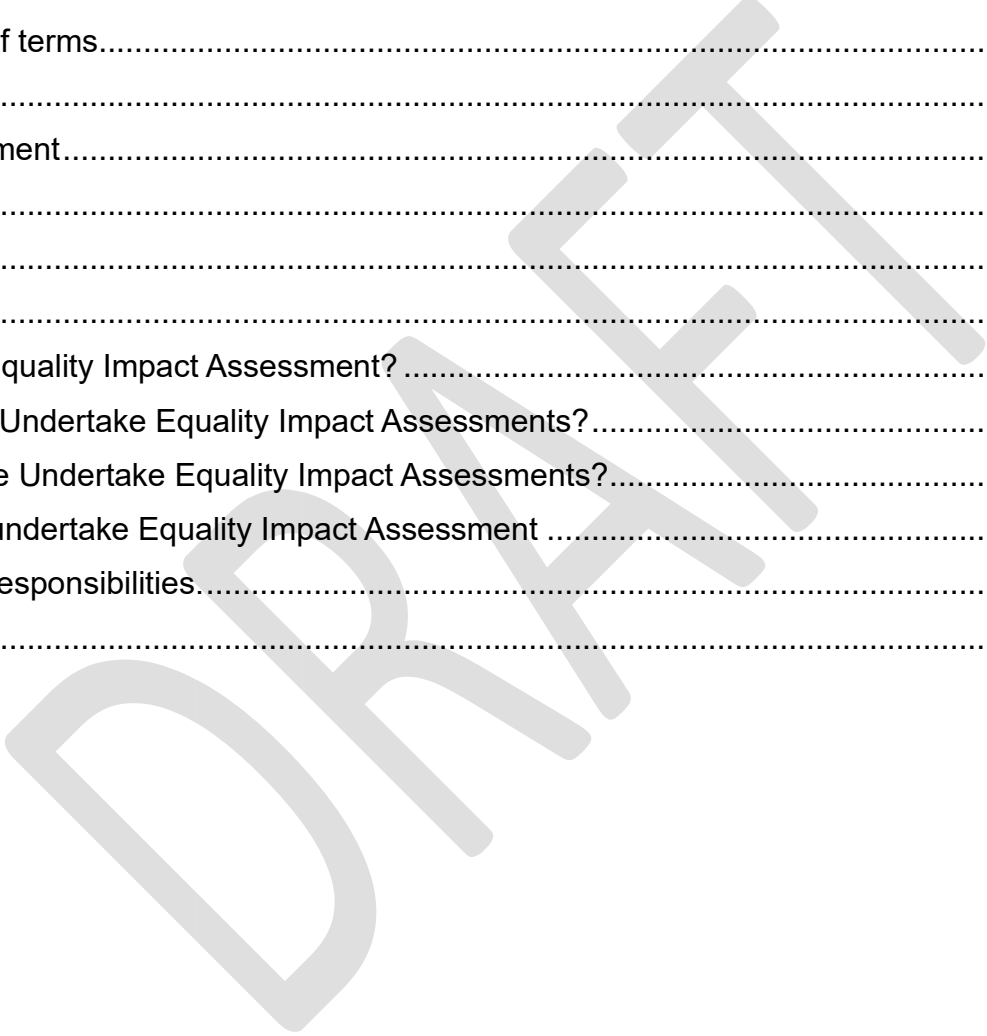 f terms........................................................................................................
................................................................................................................
ment............................................................................................................
................................................................................................................
................................................................................................................
................................................................................................................
quality Impact Assessment?.................................................................
Undertake Equality Impact Assessments?............................................
e Undertake Equality Impact Assessments?..........................................
undertake Equality Impact Assessment .................................................
esponsibilities..........................................................................................
................................................................................................................
DRAFT